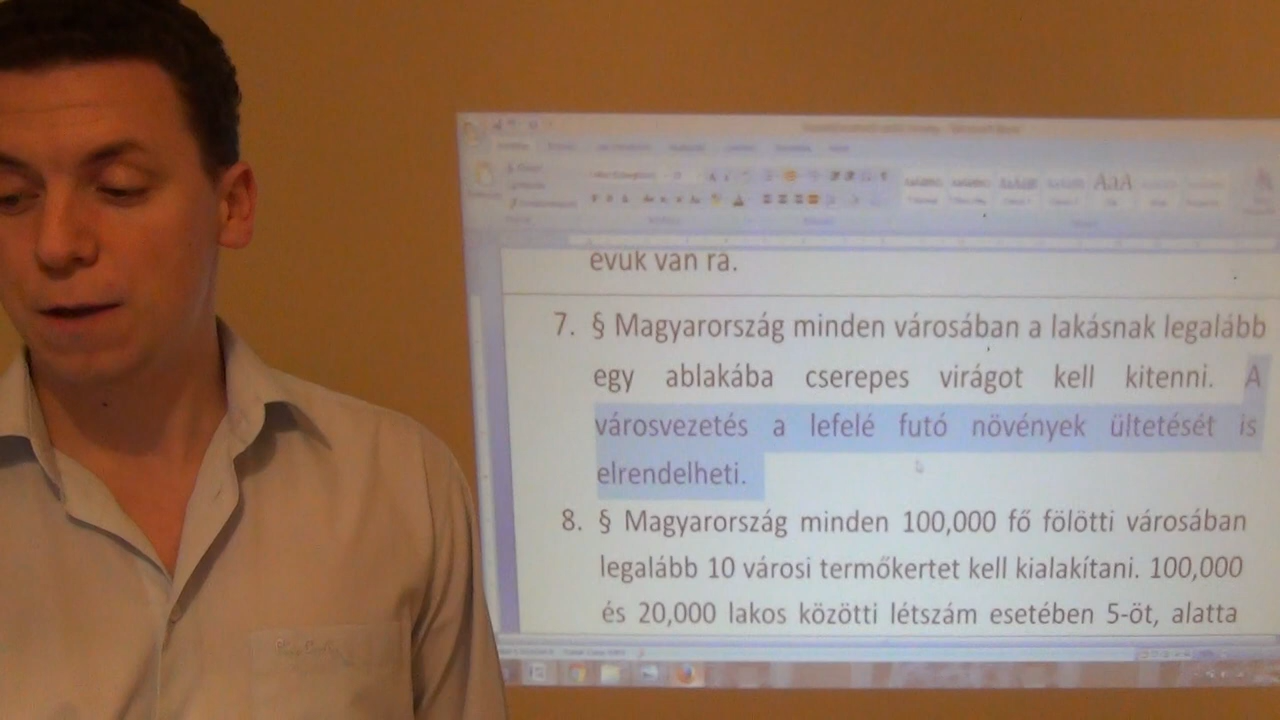 evuk van rá.
7. § Magyarország minden városában a lakásnak legalább
egy ablakába cserepes virágot kell kitenni. A
városvezetés a lefelé futó növények ültetését is
elrendelheti.
8. § Magyarország minden 100,000 fő fölötti városában
legalább 10 városi termőkertet kell kialakítani. 100,000
és 20,000 lakos közötti létszám esetében 5-öt, alatta